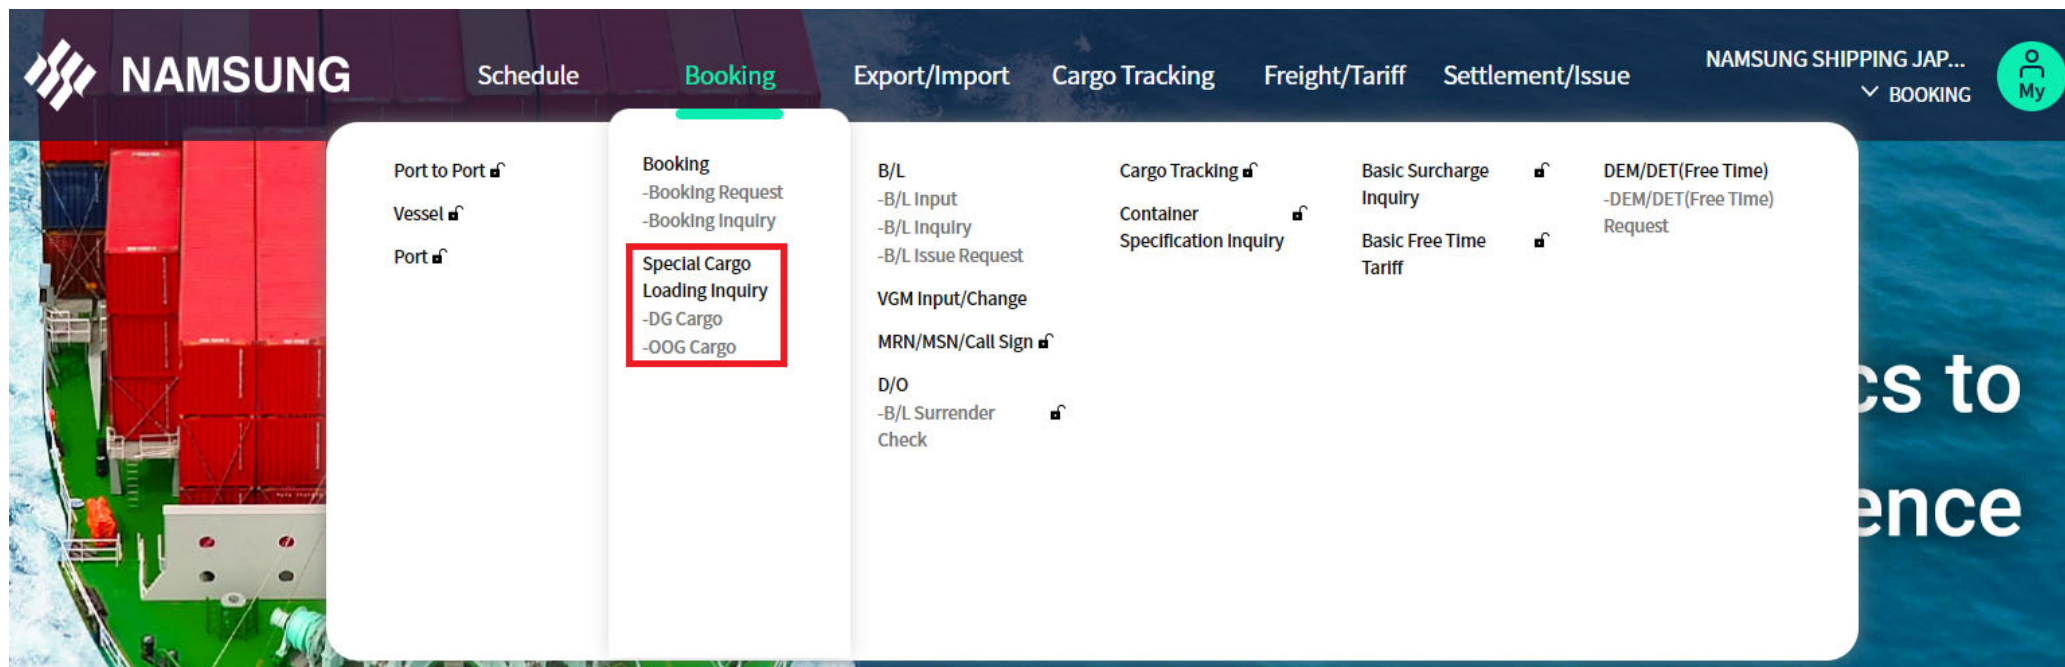 NAMSUNG
Schedule
Booking
Export/Import
Cargo Tracking
Freight/Tariff
Settlement/Issue
NAMSUNG SHIPPING JAP...
BOOKING
My
Port to Port
Vessel
Port
Booking
-Booking Request
-Booking Inquiry
Special Cargo
Loading Inquiry
-DG Cargo
-OOG Cargo
B/L
-B/L Input
-B/L Inquiry
-B/L Issue Request
VGM Input/Change
MRN/MSN/Call Sign
D/O
-B/L Surrender
Check
Cargo Tracking
Container
Specification Inquiry
Basic Surcharge
Inquiry
Basic Free Time
Tariff
DEM/DET(Free Time)
-DEM/DET(Free Time)
Request
cs to
ence